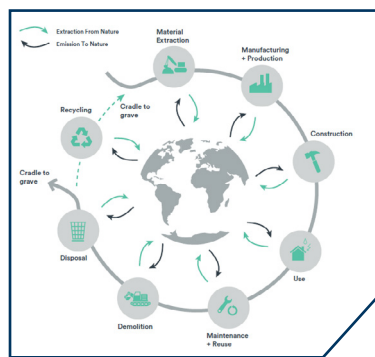 Extraction From Nature
Emission To Nature
Material
Extraction
Manufacturing
+ Production
Construction
Use
Maintenance
+ Reuse
Demolition
Disposal
Cradle to
grave
Recycling
Cradle to
grave